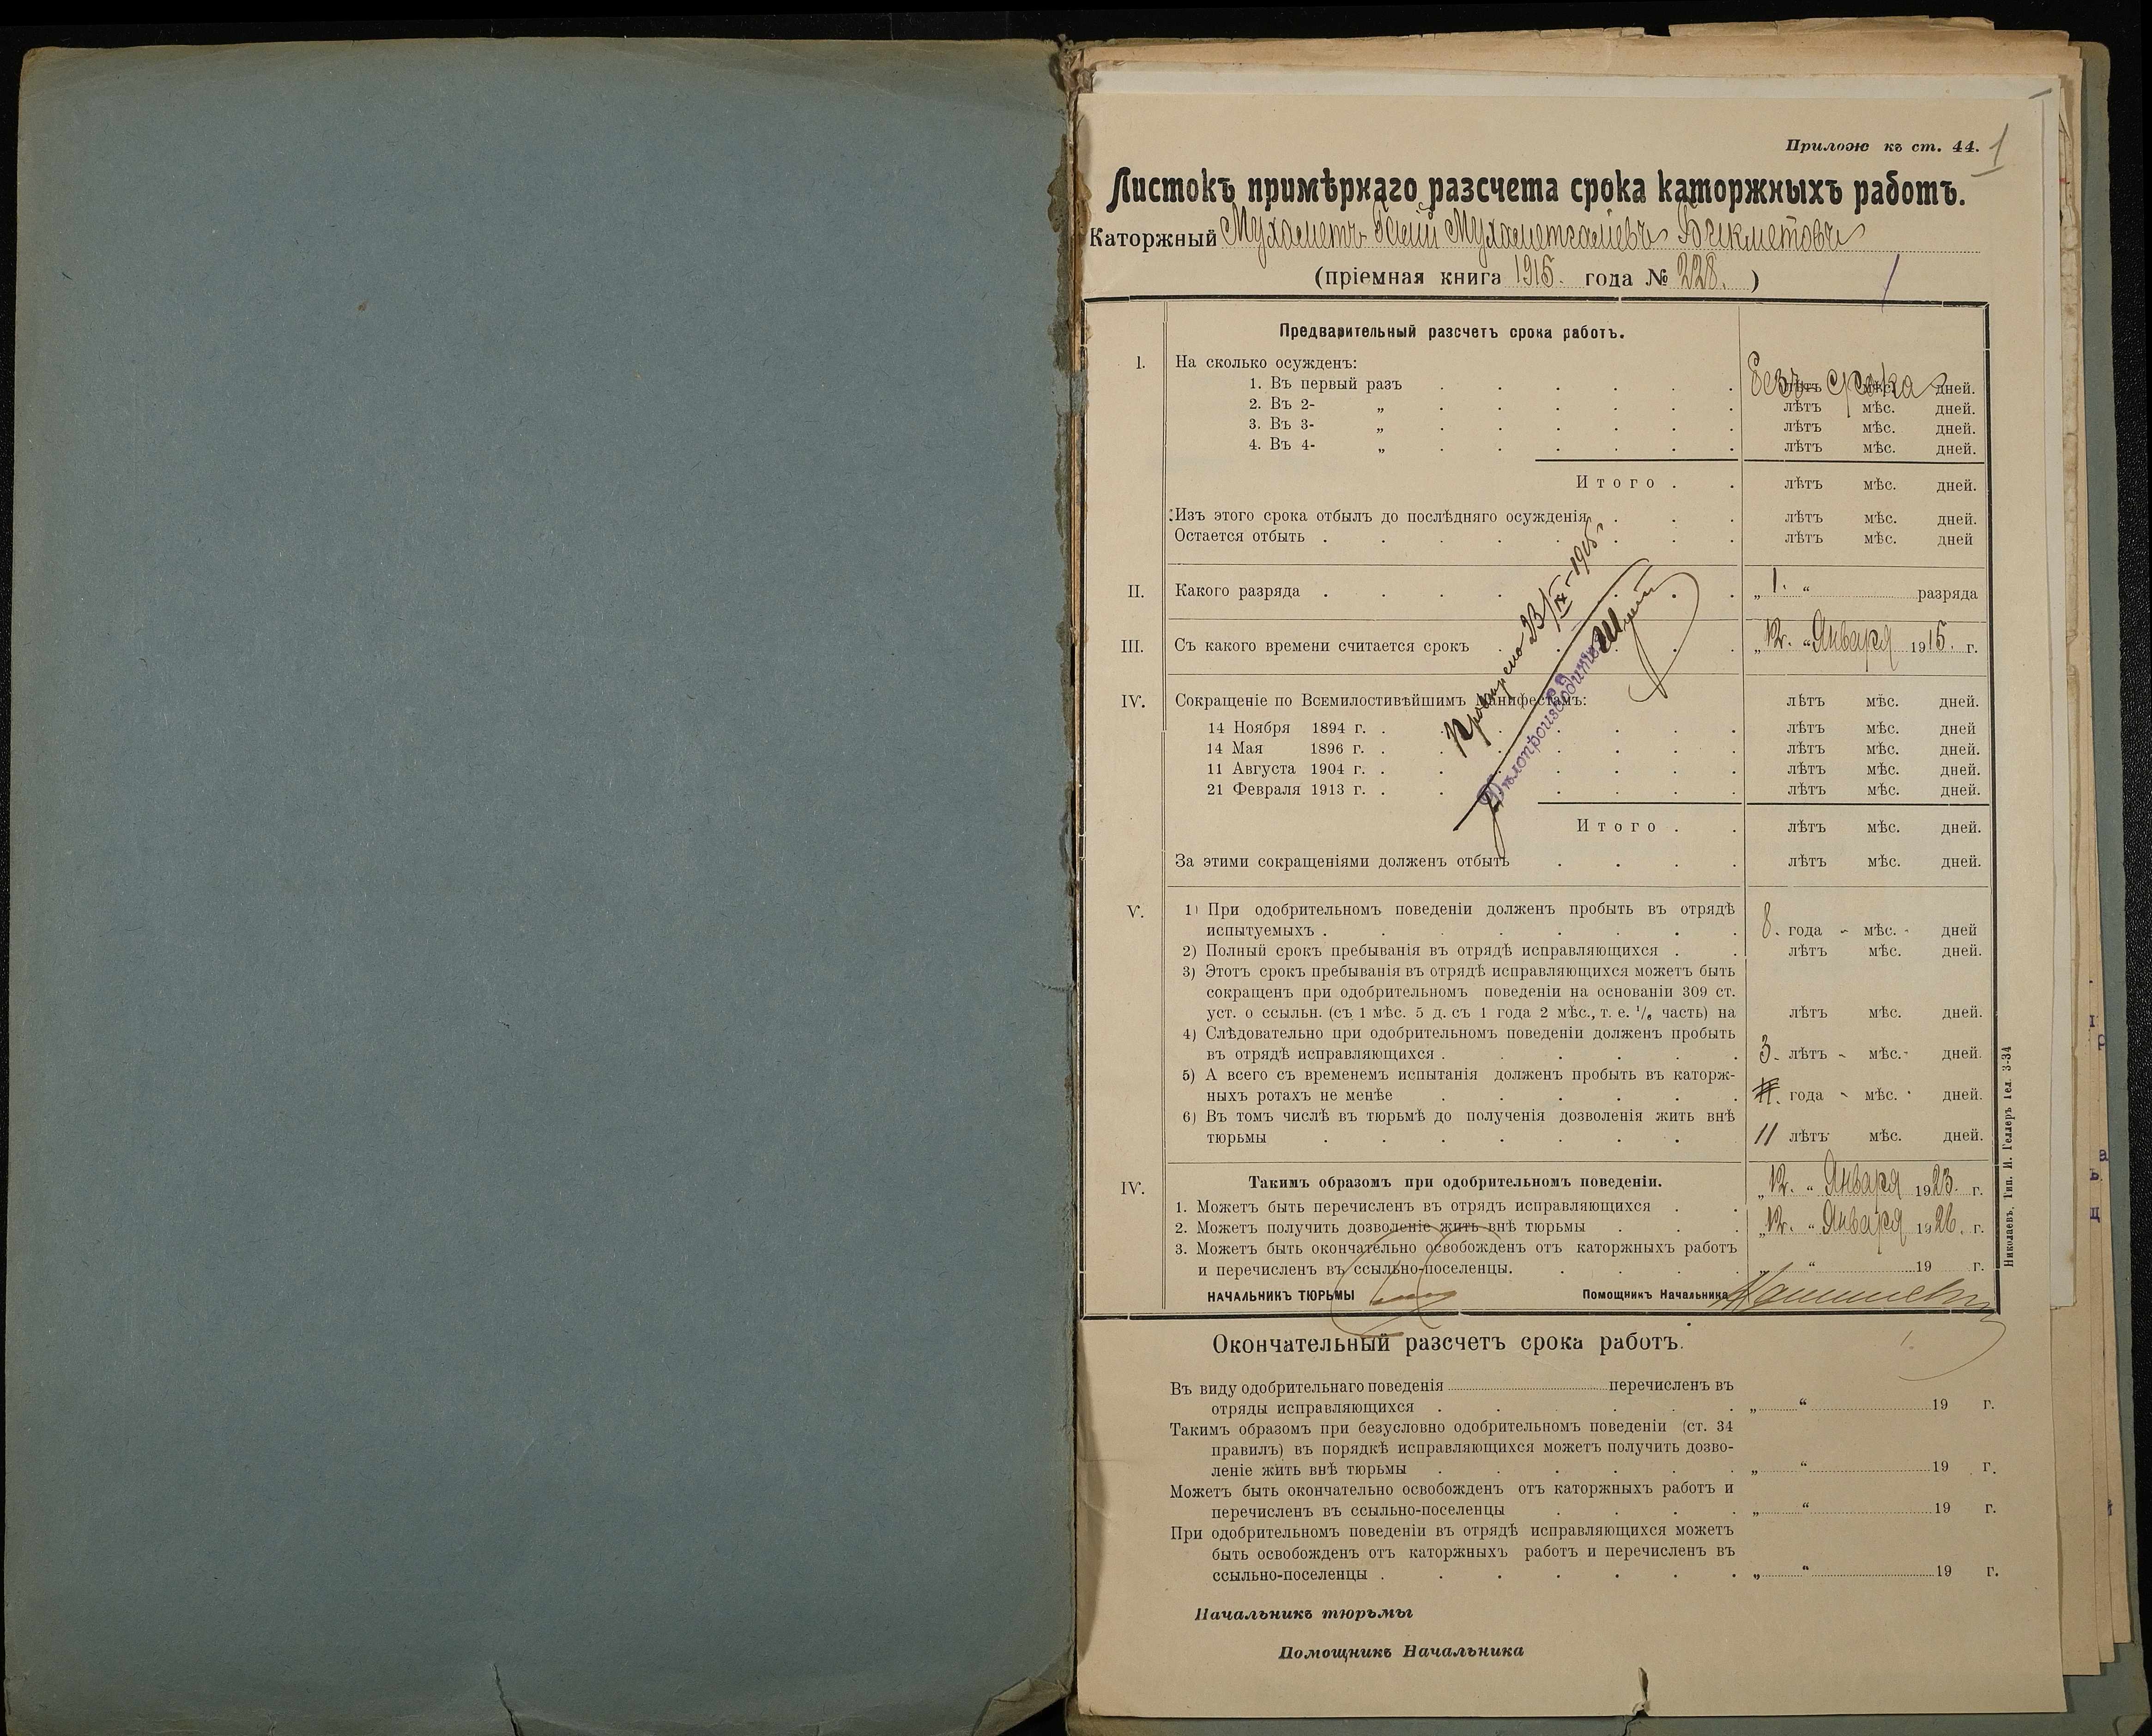 Прилож къ ст. 44. 1
Листокъ примѣрнаго разсчета срока каторжныхъ работъ.
Каторжный Мухаметъ Мухаметгаліевъ Бикметовъ
(пріемная книга 1915. года № 228. )
Предварительный разсчетъ срока работъ.
I. На сколько осужденъ:
1. Въ первый разъ Безъ срока лѣтъ мѣс. дней.
2. Въ 2- „ лѣтъ мѣс. дней.
3. Въ 3- „ лѣтъ мѣс. дней.
4. Въ 4- „ лѣтъ мѣс. дней.
Итого . . лѣтъ мѣс. дней.
Изъ этого срока отбылъ до послѣдняго осужденія . . . лѣтъ мѣс. дней.
Остается отбыть . . . . . . . . лѣтъ мѣс. дней
II. Какого разряда . . . . . . . . „ 1. “ разряда
III. Съ какого времени считается срокъ . . . . . „ 12. “ Января 1915. г.
IV. Сокращеніе по Всемилостивѣйшимъ манифестамъ: лѣтъ мѣс. дней.
14 Ноября 1894 г. . лѣтъ мѣс. дней
14 Мая 1896 г. . лѣтъ мѣс. дней.
11 Августа 1904 г. . лѣтъ мѣс. дней.
21 Февраля 1913 г. . лѣтъ мѣс. дней.
Итого . . лѣтъ мѣс. дней.
За этими сокращеніями долженъ отбыть . . . . лѣтъ мѣс. дней.
Провѣрено 23/IX-1915 г.
Дѣлопроизводитель
V. 1) При одобрительномъ поведеніи долженъ пробыть въ отрядѣ
испытуемыхъ . . . . . . . . 8. года - мѣс. - дней
2) Полный срокъ пребыванія въ отрядѣ исправляющихся . . лѣтъ мѣс. дней.
3) Этотъ срокъ пребыванія въ отрядѣ исправляющихся можетъ быть
сокращенъ при одобрительномъ поведеніи на основаніи 309 ст.
уст. о ссыльн. (съ 1 мѣс. 5 д. съ 1 года 2 мѣс., т. е. 1/6 часть) на лѣтъ мѣс. дней.
4) Слѣдовательно при одобрительномъ поведеніи долженъ пробыть
въ отрядѣ исправляющихся . . . . . . 3 - лѣтъ - мѣс. - дней.
5) А всего съ временемъ испытанія долженъ пробыть въ каторж-
ныхъ ротахъ не менѣе . . . . . . года - мѣс. - дней.
6) Въ томъ числѣ въ тюрьмѣ до полученія дозволенія жить внѣ
тюрьмы . . . . . . . 11 лѣтъ мѣс. дней.
IV. Такимъ образомъ при одобрительномъ поведеніи.
1. Можетъ быть перечисленъ въ отрядъ исправляющихся . . „ 12. “ Января 1923. г.
2. Можетъ получить дозволеніе жить внѣ тюрьмы . . . „ 12. “ Января 1926. г.
3. Можетъ быть окончательно освобожденъ отъ каторжныхъ работъ
и перечисленъ въ ссыльно-поселенцы. . . . . „ “ 19 г.
НАЧАЛЬНИКЪ ТЮРЬМЫ Помощникъ Начальника
Николаевъ, Тип. И. Геллеръ Тел. 3-34
Окончательный разсчетъ срока работъ.
Въ виду одобрительнаго поведенія перечисленъ въ
отряды исправляющихся . . . . . . „ “ 19 г.
Такимъ образомъ при безусловно одобрительномъ поведеніи (ст. 34
правилъ) въ порядкѣ исправляющихся можетъ получить дозво-
леніе жить внѣ тюрьмы . . . . . . „ “ 19 г.
Можетъ быть окончательно освобожденъ отъ каторжныхъ работъ и
перечисленъ въ ссыльно-поселенцы . . . . „ “ 19 г.
При одобрительномъ поведеніи въ отрядѣ исправляющихся можетъ
быть освобожденъ отъ каторжныхъ работъ и перечисленъ въ
ссыльно-поселенцы . . . . . . . „ “ 19 г.
Начальникъ тюрьмы
Помощникъ Начальника